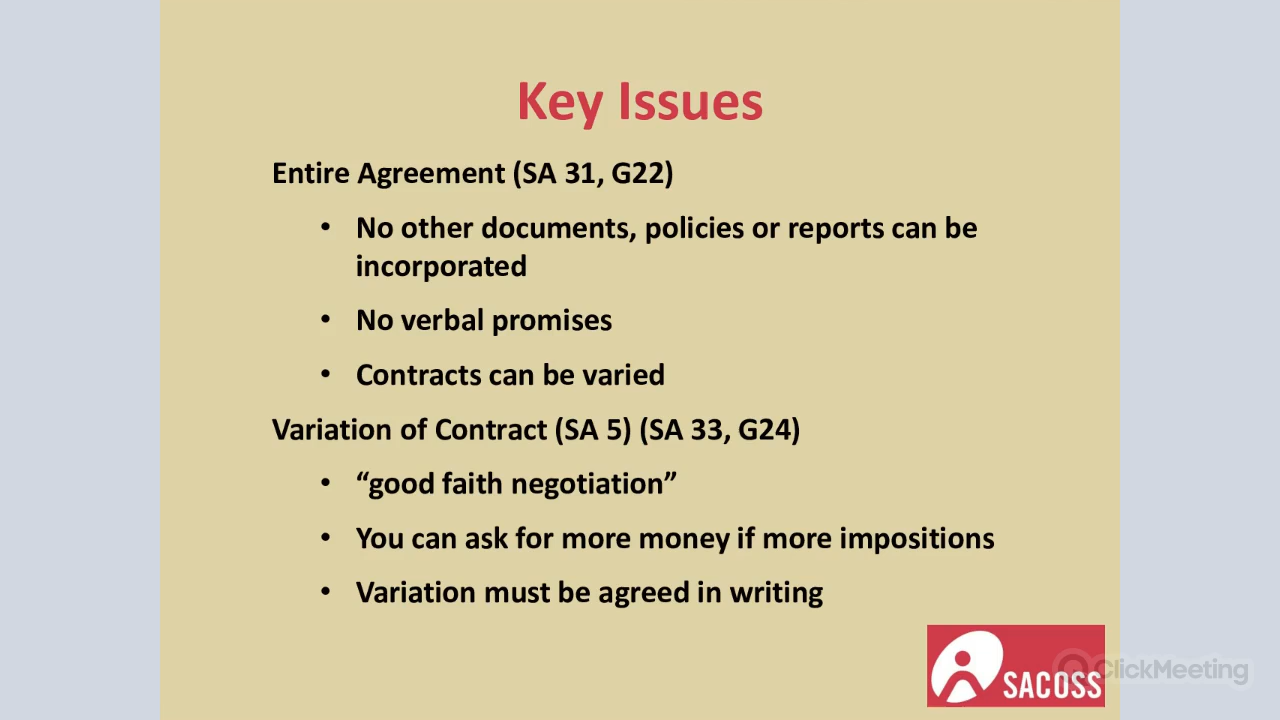 Key Issues
Entire Agreement (SA 31, G22)
• No other documents, policies or reports can be
incorporated
• No verbal promises
• Contracts can be varied
Variation of Contract (SA 5) (SA 33, G24)
• “good faith negotiation”
• You can ask for more money if more impositions
• Variation must be agreed in writing
SACOSS
ClickMeeting